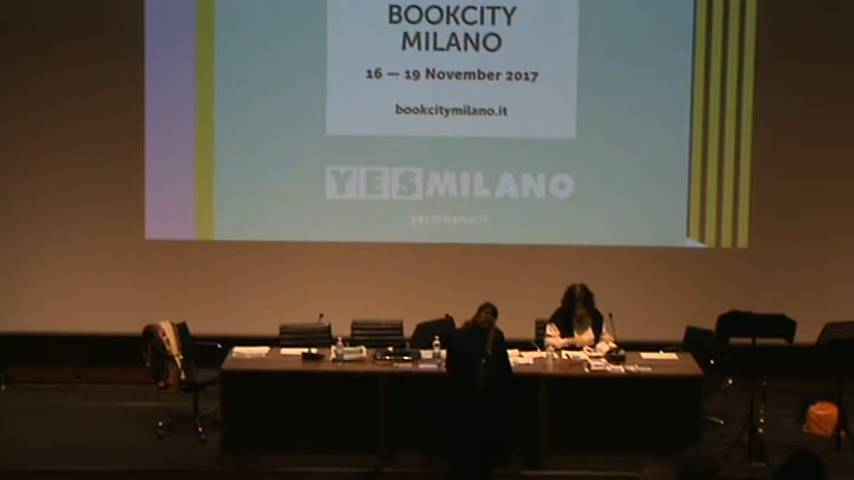 BOOKCITY
MILANO
16 — 19 November 2017
bookcitymilano.it
YESMILANO
yesmilano.it